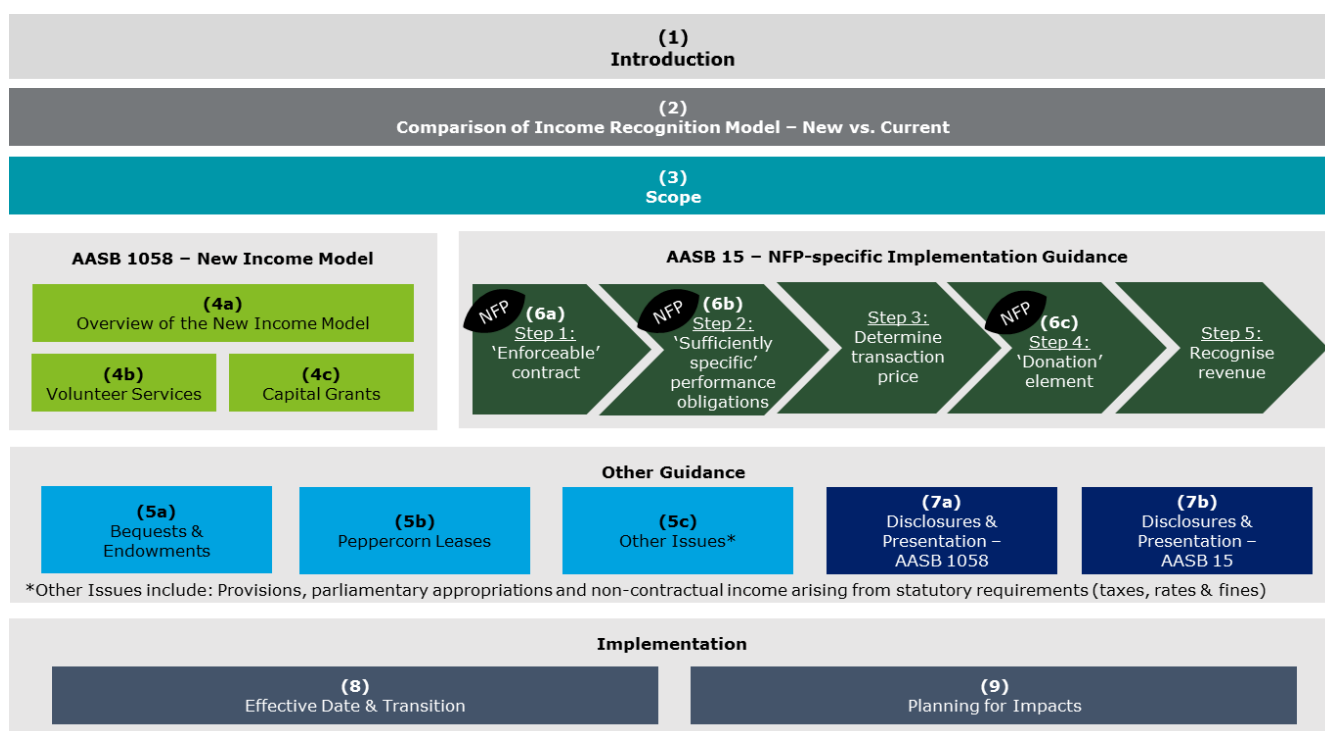 (1)
Introduction
(2)
Comparison of Income Recognition Model – New vs. Current
(3)
Scope
AASB 1058 – New Income Model
(4a)
Overview of the New Income Model
(4b)
Volunteer Services
(4c)
Capital Grants
AASB 15 – NFP-specific Implementation Guidance
NFP
(6a)
Step 1:
‘Enforceable’
contract
NFP
(6b)
Step 2:
‘Sufficiently
specific’
performance
obligations
Step 3:
Determine
transaction
price
NFP
(6c)
Step 4:
‘Donation’
element
Step 5:
Recognise
revenue
Other Guidance
(5a)
Bequests &
Endowments
(5b)
Peppercorn Leases
(5c)
Other Issues*
(7a)
Disclosures &
Presentation –
AASB 1058
(7b)
Disclosures &
Presentation –
AASB 15
*Other Issues include: Provisions, parliamentary appropriations and non-contractual income arising from statutory requirements (taxes, rates & fines)
Implementation
(8)
Effective Date & Transition
(9)
Planning for Impacts